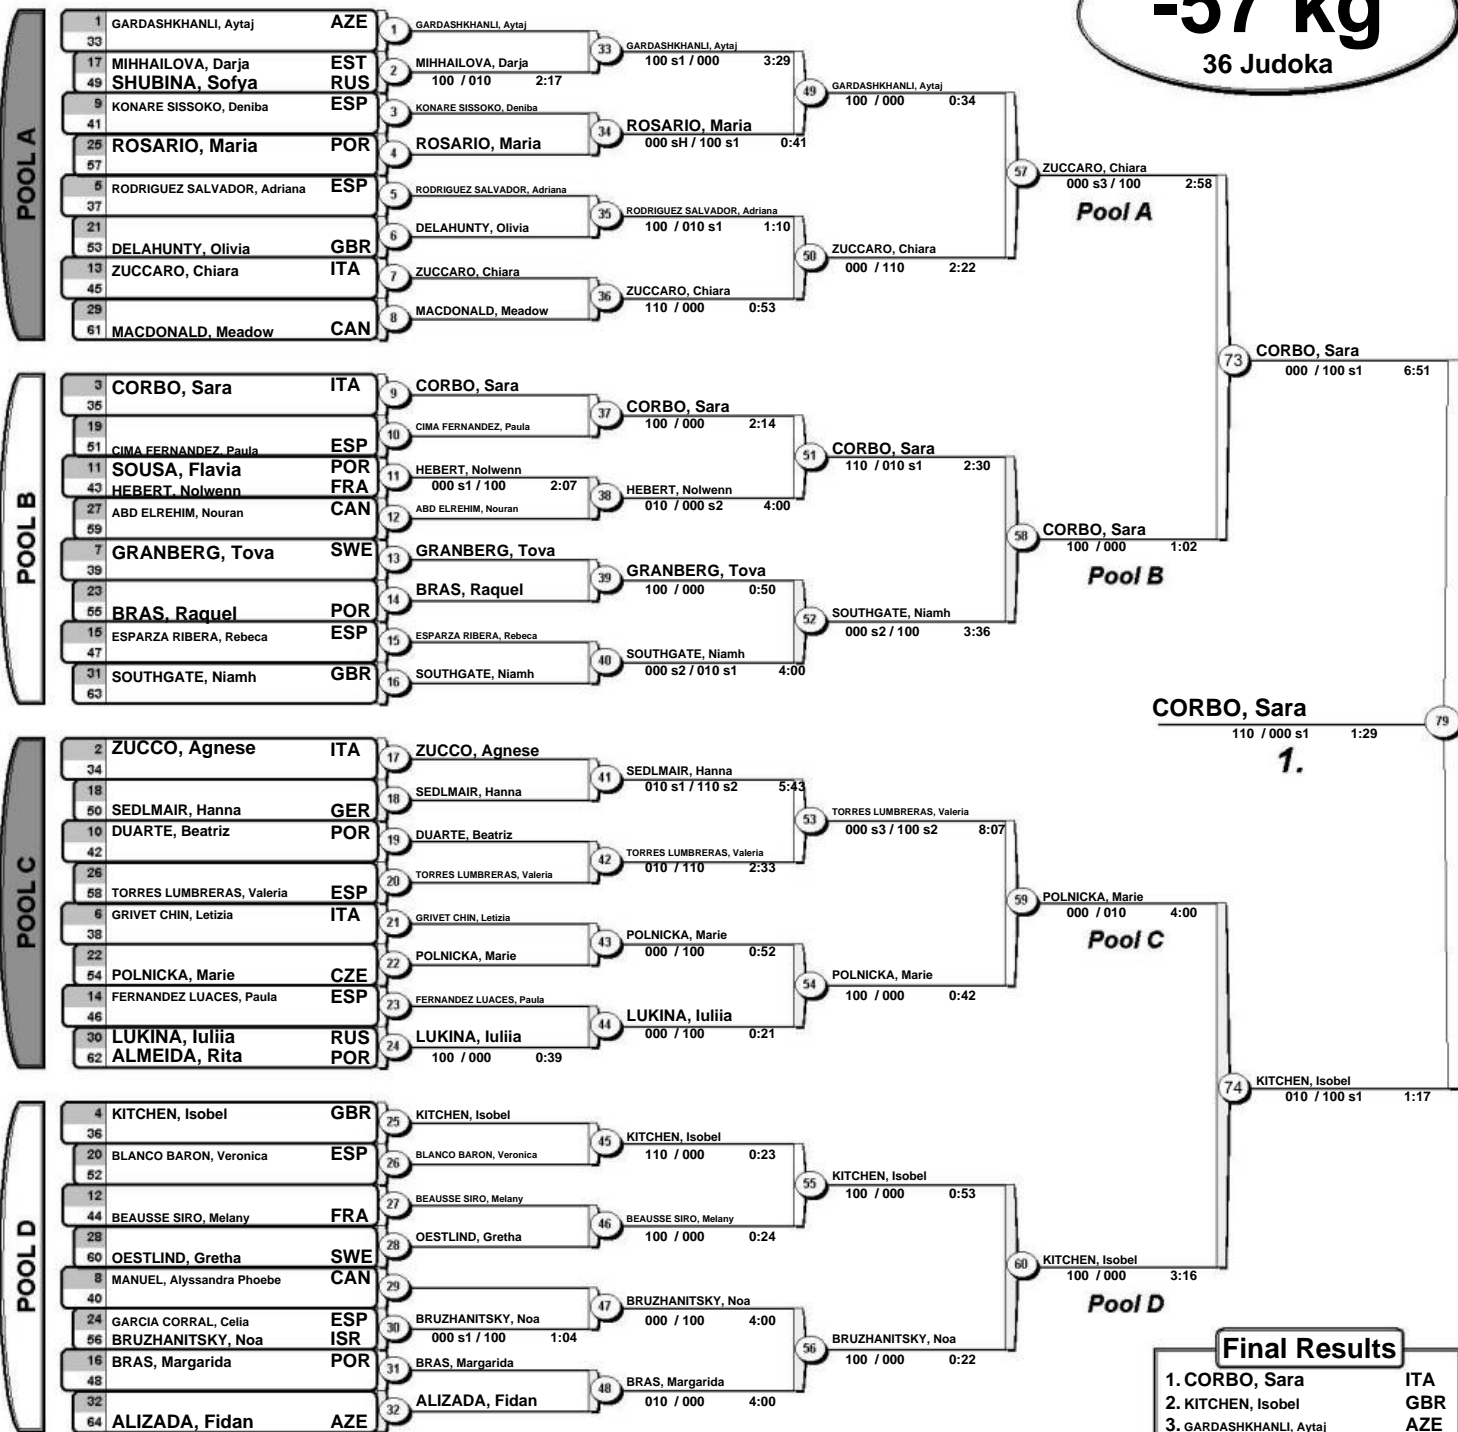 -57 kg
36 Judoka
POOL A
1 GARDASHKHANLI, Aytaj AZE
33
17 MIHHAILOVA, Darja EST
49 SHUBINA, Sofya RUS
9 KONARE SISSOKO, Deniba ESP
41
25 ROSARIO, Maria POR
57
5 RODRIGUEZ SALVADOR, Adriana ESP
37
21
53 DELAHUNTY, Olivia GBR
13 ZUCCARO, Chiara ITA
45
29
61 MACDONALD, Meadow CAN
1 GARDASHKHANLI, Aytaj
2 MIHHAILOVA, Darja
100 / 010 2:17
3 KONARE SISSOKO, Deniba
4 ROSARIO, Maria
5 RODRIGUEZ SALVADOR, Adriana
6 DELAHUNTY, Olivia
7 ZUCCARO, Chiara
8 MACDONALD, Meadow
33 GARDASHKHANLI, Aytaj
100 s1 / 000 3:29
34 ROSARIO, Maria
000 sH / 100 s1 0:41
35 RODRIGUEZ SALVADOR, Adriana
100 / 010 s1 1:10
36 ZUCCARO, Chiara
110 / 000 0:53
49 GARDASHKHANLI, Aytaj
100 / 000 0:34
50 ZUCCARO, Chiara
000 / 110 2:22
57 ZUCCARO, Chiara
000 s3 / 100 2:58
Pool A
POOL B
3 CORBO, Sara ITA
35
19
51 CIMA FERNANDEZ, Paula ESP
11 SOUSA, Flavia POR
43 HEBERT, Nolwenn FRA
27 ABD ELREHIM, Nouran CAN
59
7 GRANBERG, Tova SWE
39
23
55 BRAS, Raquel POR
15 ESPARZA RIBERA, Rebeca ESP
47
31 SOUTHGATE, Niamh GBR
63
9 CORBO, Sara
10 CIMA FERNANDEZ, Paula
11 HEBERT, Nolwenn
000 s1 / 100 2:07
12 ABD ELREHIM, Nouran
13 GRANBERG, Tova
14 BRAS, Raquel
15 ESPARZA RIBERA, Rebeca
16 SOUTHGATE, Niamh
37 CORBO, Sara
100 / 000 2:14
38 HEBERT, Nolwenn
010 / 000 s2 4:00
39 GRANBERG, Tova
100 / 000 0:50
40 SOUTHGATE, Niamh
000 s2 / 010 s1 4:00
51 CORBO, Sara
110 / 010 s1 2:30
52 SOUTHGATE, Niamh
000 s2 / 100 3:36
58 CORBO, Sara
100 / 000 1:02
Pool B
73 CORBO, Sara
000 / 100 s1 6:51
CORBO, Sara 79
110 / 000 s1 1:29
1.
POOL C
2 ZUCCO, Agnese ITA
34
18
50 SEDLMAIR, Hanna GER
10 DUARTE, Beatriz POR
42
26
58 TORRES LUMBRERAS, Valeria ESP
6 GRIVET CHIN, Letizia ITA
38
22
54 POLNICKA, Marie CZE
14 FERNANDEZ LUACES, Paula ESP
46
30 LUKINA, Iuliia RUS
62 ALMEIDA, Rita POR
17 ZUCCO, Agnese
18 SEDLMAIR, Hanna
19 DUARTE, Beatriz
20 TORRES LUMBRERAS, Valeria
21 GRIVET CHIN, Letizia
22 POLNICKA, Marie
23 FERNANDEZ LUACES, Paula
24 LUKINA, Iuliia
100 / 000 0:39
41 SEDLMAIR, Hanna
010 s1 / 110 s2 5:43
42 TORRES LUMBRERAS, Valeria
010 / 110 2:33
43 POLNICKA, Marie
000 / 100 0:52
44 LUKINA, Iuliia
000 / 100 0:21
53 TORRES LUMBRERAS, Valeria
000 s3 / 100 s2 8:07
54 POLNICKA, Marie
100 / 000 0:42
59 POLNICKA, Marie
000 / 010 4:00
Pool C
POOL D
4 KITCHEN, Isobel GBR
36
20 BLANCO BARON, Veronica ESP
52
12
44 BEAUSSE SIRO, Melany FRA
28
60 OESTLIND, Gretha SWE
8 MANUEL, Alyssandra Phoebe CAN
40
24 GARCIA CORRAL, Celia ESP
56 BRUZHANITSKY, Noa ISR
16 BRAS, Margarida POR
48
32
64 ALIZADA, Fidan AZE
25 KITCHEN, Isobel
26 BLANCO BARON, Veronica
27 BEAUSSE SIRO, Melany
28 OESTLIND, Gretha
29
30 BRUZHANITSKY, Noa
000 s1 / 100 1:04
31 BRAS, Margarida
32 ALIZADA, Fidan
45 KITCHEN, Isobel
110 / 000 0:23
46 BEAUSSE SIRO, Melany
100 / 000 0:24
47 BRUZHANITSKY, Noa
000 / 100 4:00
48 BRAS, Margarida
010 / 000 4:00
55 KITCHEN, Isobel
100 / 000 0:53
56 BRUZHANITSKY, Noa
100 / 000 0:22
60 KITCHEN, Isobel
100 / 000 3:16
Pool D
74 KITCHEN, Isobel
010 / 100 s1 1:17
Final Results
1. CORBO, Sara ITA
2. KITCHEN, Isobel GBR
3. GARDASHKHANLI, Aytaj AZE